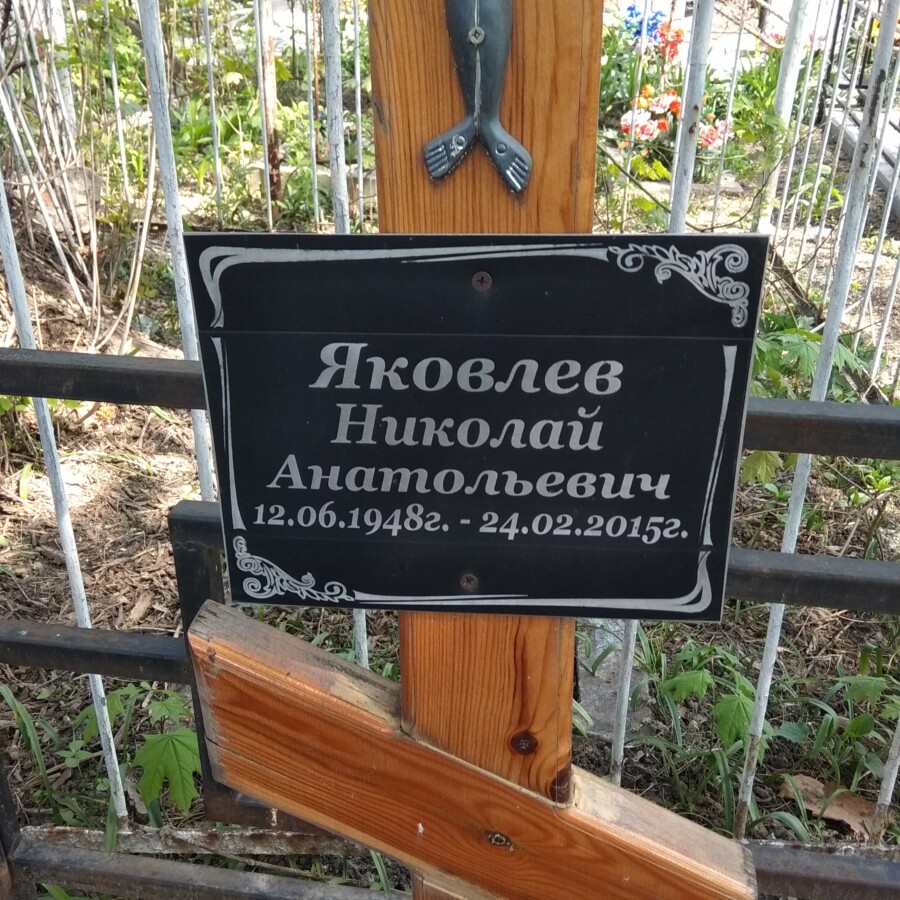 Яковлев
Николай
Анатольевич
12.06.1948г. - 24.02.2015г.